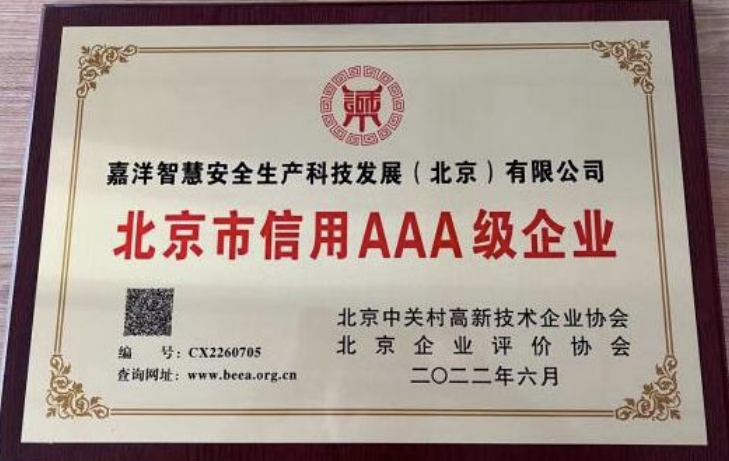 誠
嘉洋智慧安全生产科技发展（北京）有限公司
北京市信用AAA级企业
编 号：CX2260705
查询网址：www.beea.org.cn
北京中关村高新技术企业协会
北京企业评价协会
二〇二二年六月